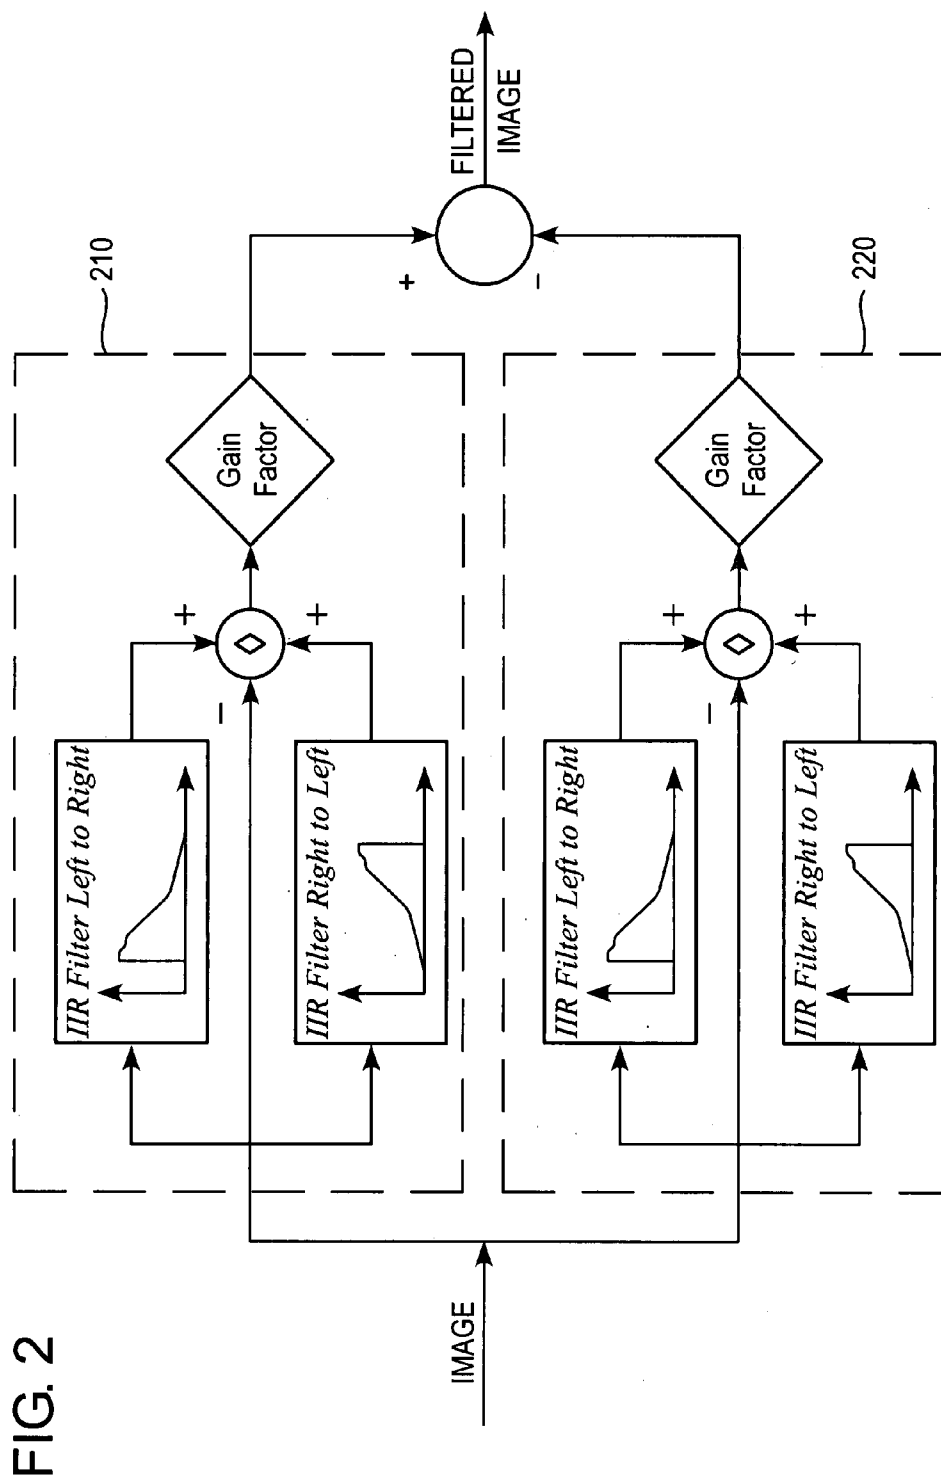 FIG. 2
IMAGE
210
IIR Filter Left to Right
IIR Filter Right to Left
+
+
-
Gain
Factor
220
IIR Filter Left to Right
IIR Filter Right to Left
+
+
-
Gain
Factor
+
-
FILTERED
IMAGE